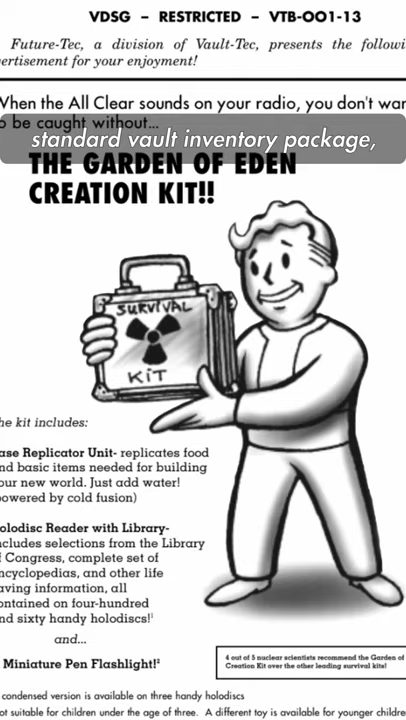 VDSG – RESTRICTED – VTB-OO1-13
Future-Tec, a division of Vault-Tec, presents the followi
ertisement for your enjoyment!
When the All Clear sounds on your radio, you don't wan
o be caught without...
standard vault inventory package,
THE GARDEN OF EDEN
CREATION KIT!!
SURVIVAL
KiT
he kit includes:
ase Replicator Unit- replicates food
nd basic items needed for building
our new world. Just add water!
powered by cold fusion)
olodisc Reader with Library-
ncludes selections from the Library
f Congress, complete set of
ncyclopedias, and other life
aving information, all
ontained on four-hundred
nd sixty handy holodiscs!¹
and...
Miniature Pen Flashlight!²
4 out of 5 nuclear scientists recommend the Garden of
Creation Kit over the other leading survival kits!
condensed version is available on three handy holodiscs
ot suitable for children under the age of three. A different toy is available for younger childre